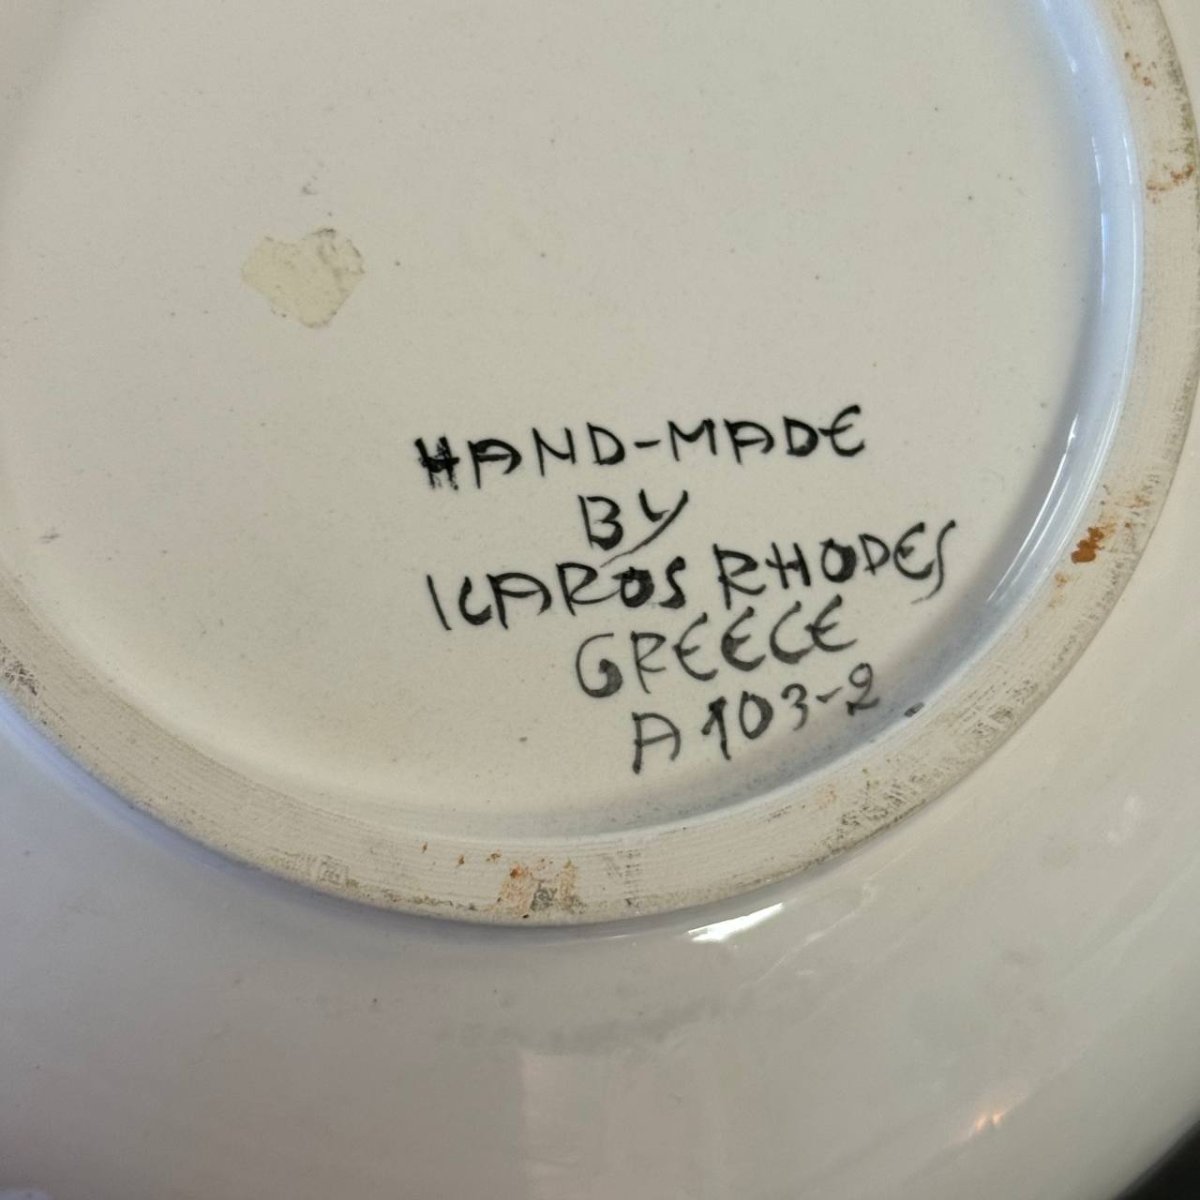 HAND-MADE
BY
ICAROS RHODES
GREECE
A 103-2